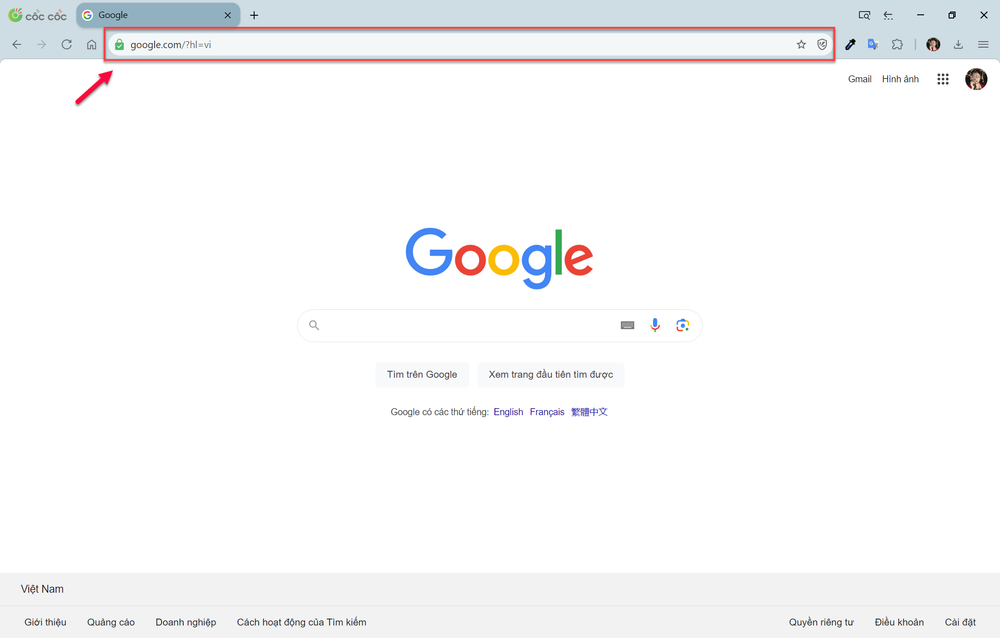 cốc cốc
Google
google.com/?hl=vi
Gmail Hình ảnh
Google
Tìm trên Google Xem trang đầu tiên tìm được
Google có các thứ tiếng: English Français 繁體中文
Việt Nam
Giới thiệu Quảng cáo Doanh nghiệp Cách hoạt động của Tìm kiếm Quyền riêng tư Điều khoản Cài đặt